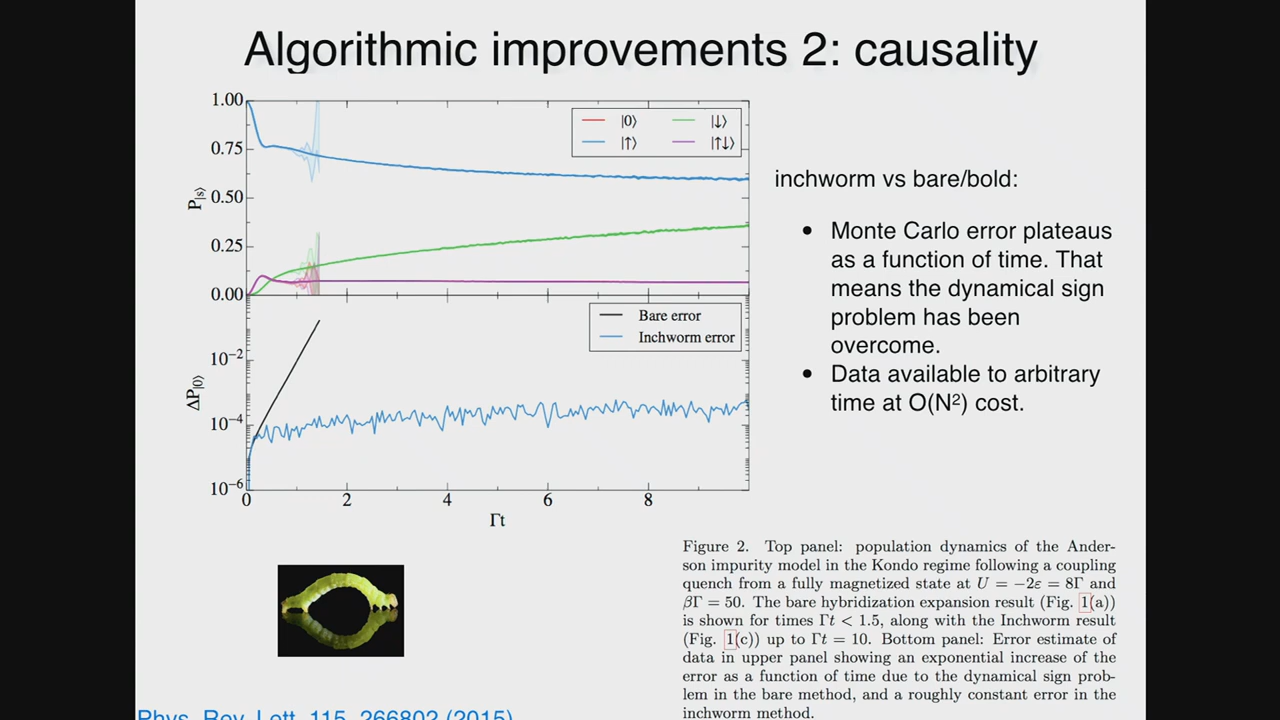 Algorithmic improvements 2: causality
1.00
0.75
0.50
0.25
0.00
P|s⟩
|0⟩
|↓⟩
|↑⟩
|↑↓⟩
Bare error
Inchworm error
10⁻²
10⁻⁴
10⁻⁶
ΔP|0⟩
0 2 4 6 8
Γt
inchworm vs bare/bold:
• Monte Carlo error plateaus
as a function of time. That
means the dynamical sign
problem has been
overcome.
• Data available to arbitrary
time at O(N²) cost.
Figure 2. Top panel: population dynamics of the Ander-
son impurity model in the Kondo regime following a coupling
quench from a fully magnetized state at U = −2ε = 8Γ and
βΓ = 50. The bare hybridization expansion result (Fig. 1(a))
is shown for times Γt < 1.5, along with the Inchworm result
(Fig. 1(c)) up to Γt = 10. Bottom panel: Error estimate of
data in upper panel showing an exponential increase of the
error as a function of time due to the dynamical sign prob-
lem in the bare method, and a roughly constant error in the
inchworm method.
Phys. Rev. Lett. 115, 266802 (2015)